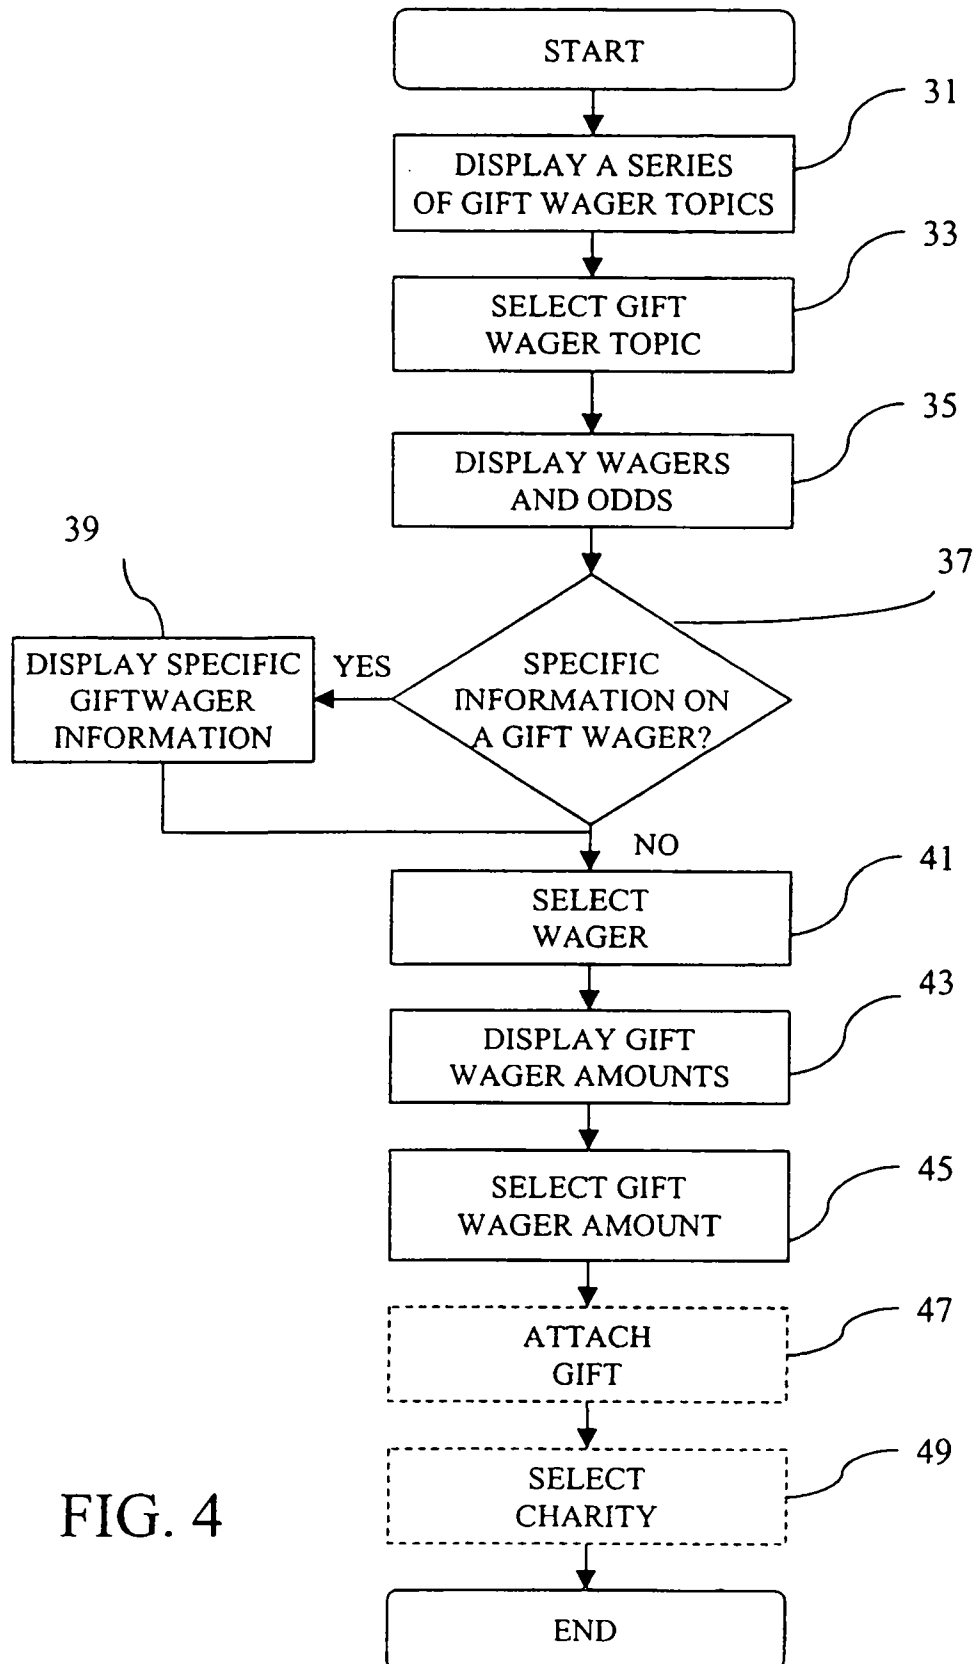 START
31
DISPLAY A SERIES
OF GIFT WAGER TOPICS
33
SELECT GIFT
WAGER TOPIC
35
DISPLAY WAGERS
AND ODDS
37
SPECIFIC
INFORMATION ON
A GIFT WAGER?
YES
39
DISPLAY SPECIFIC
GIFTWAGER
INFORMATION
NO
41
SELECT
WAGER
43
DISPLAY GIFT
WAGER AMOUNTS
45
SELECT GIFT
WAGER AMOUNT
47
ATTACH
GIFT
49
SELECT
CHARITY
END
FIG. 4